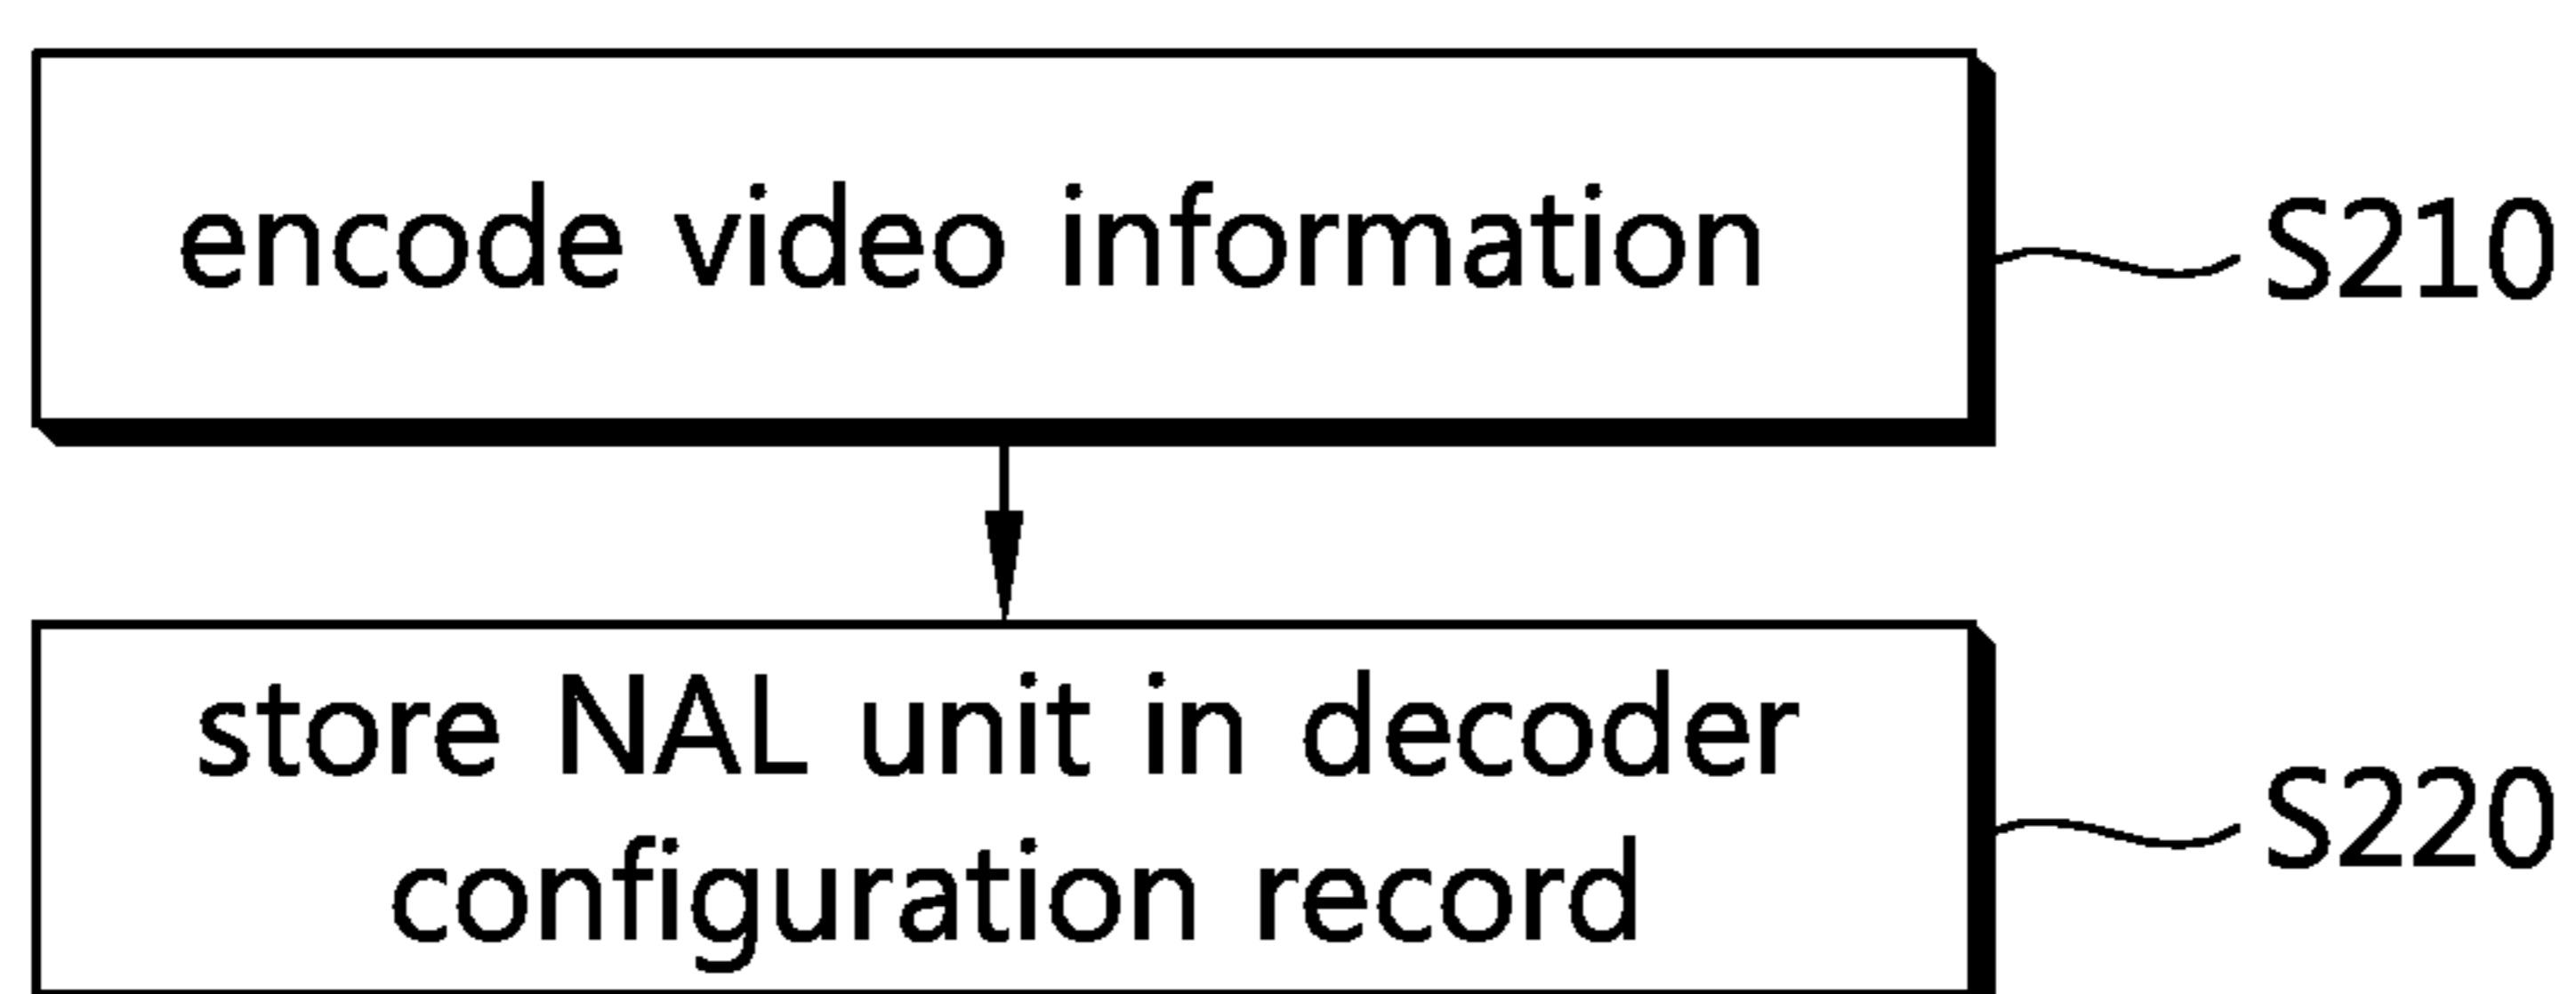 encode video information
S210
store NAL unit in decoder
configuration record
S220